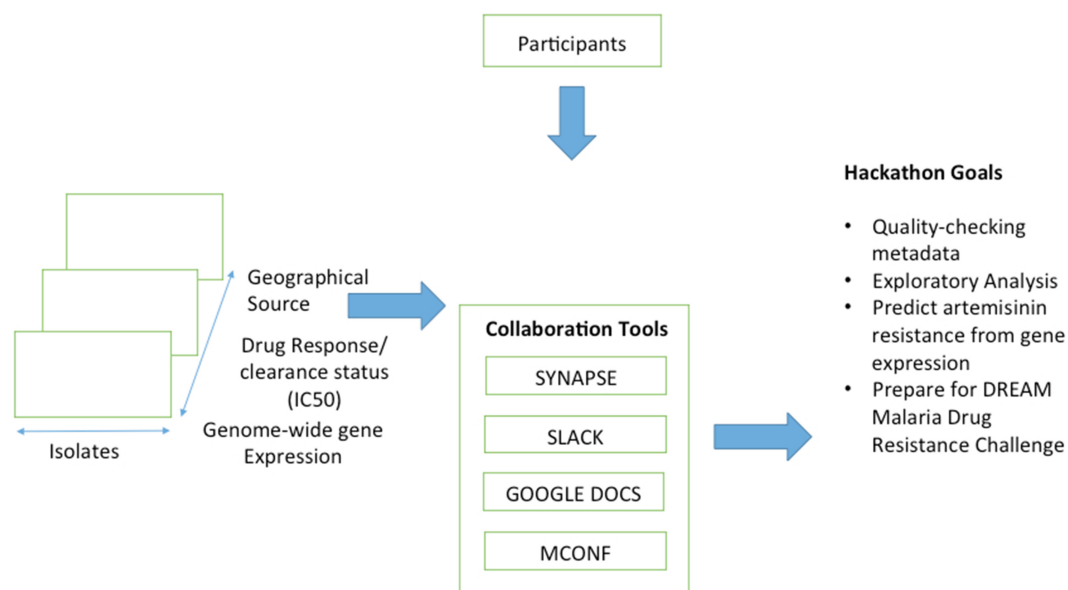 Participants
Geographical
Source
Drug Response/
clearance status
(IC50)
Genome-wide gene
Expression
Isolates
Collaboration Tools
SYNAPSE
SLACK
GOOGLE DOCS
MCONF
Hackathon Goals
• Quality-checking
metadata
• Exploratory Analysis
• Predict artemisinin
resistance from gene
expression
• Prepare for DREAM
Malaria Drug
Resistance Challenge